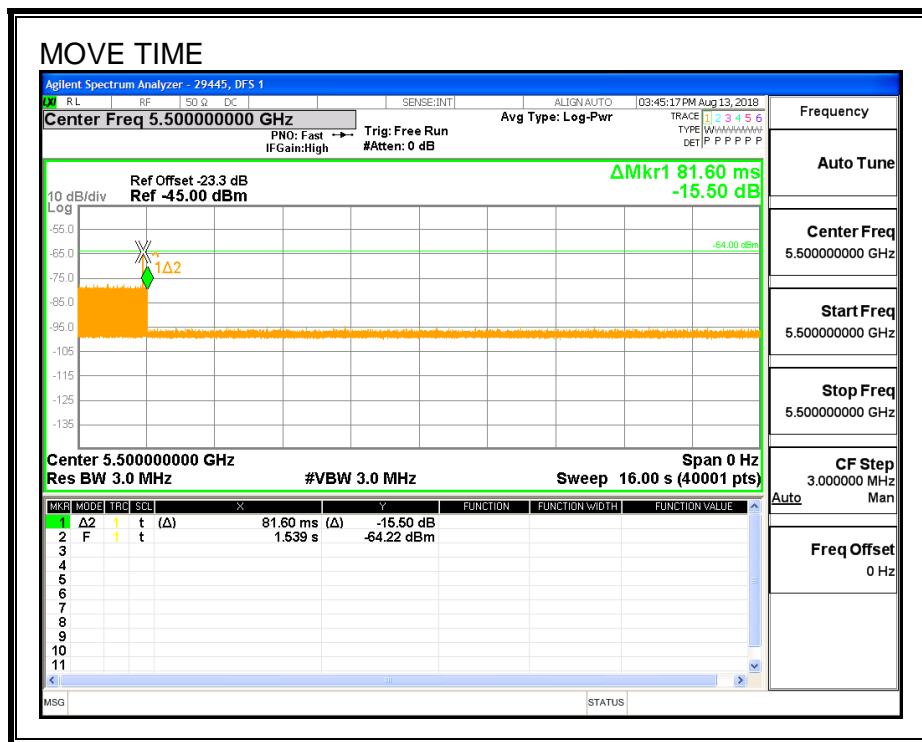 MOVE TIME
Agilent Spectrum Analyzer - 29445, DFS 1
LXI RL RF 50 Ω DC SENSE:INT ALIGN AUTO 03:45:17 PM Aug 13, 2018
Center Freq 5.500000000 GHz
PNO: Fast
IFGain:High
Trig: Free Run
#Atten: 0 dB
Avg Type: Log-Pwr
TRACE 1 2 3 4 5 6
TYPE WWWWWWW
DET P P P P P P
ΔMkr1 81.60 ms
-15.50 dB
Ref Offset -23.3 dB
10 dB/div Ref -45.00 dBm
Log
-55.0
-64.00 dBm
-65.0
1Δ2
-75.0
-85.0
-95.0
-105
-115
-125
-135
Center 5.500000000 GHz Span 0 Hz
Res BW 3.0 MHz #VBW 3.0 MHz Sweep 16.00 s (40001 pts)
MKR MODE TRC SCL X Y FUNCTION FUNCTION WIDTH FUNCTION VALUE
1 Δ2 1 t (Δ) 81.60 ms (Δ) -15.50 dB
2 F 1 t 1.539 s -64.22 dBm
3
4
5
6
7
8
9
10
11
MSG STATUS
Frequency
Auto Tune
Center Freq
5.500000000 GHz
Start Freq
5.500000000 GHz
Stop Freq
5.500000000 GHz
CF Step
3.000000 MHz
Auto Man
Freq Offset
0 Hz